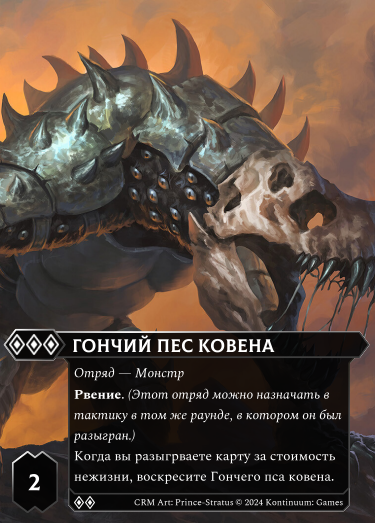 ГОНЧИЙ ПЕС КОВЕНА
Отряд — Монстр
Рвение. (Этот отряд можно назначать в
тактику в том же раунде, в котором он был
разыгран.)
Когда вы разыгрваете карту за стоимость
нежизни, воскресите Гончего пса ковена.
2
CRM Art: Prince-Stratus © 2024 Kontinuum: Games